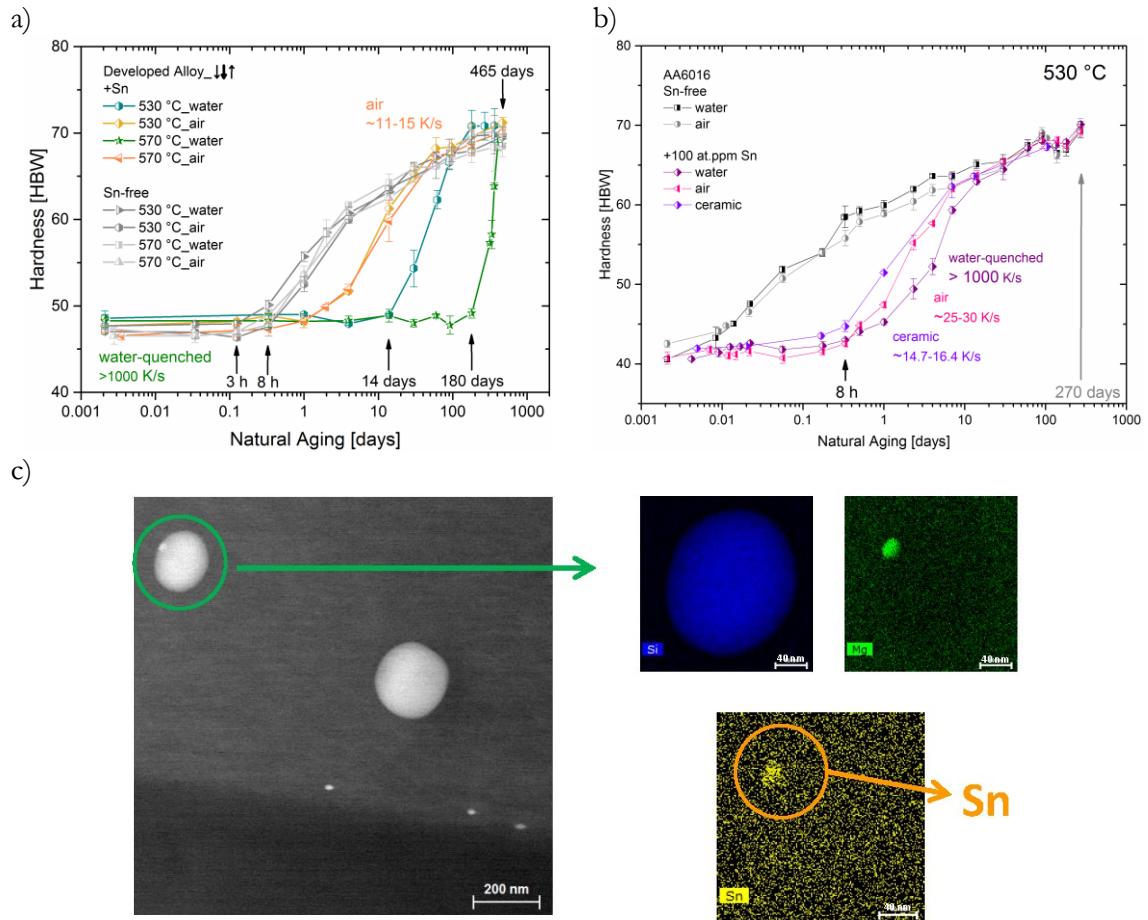 a)
80
70
60
50
40
Hardness [HBW]
Developed Alloy_↓↓↑
+Sn
530 °C_water
530 °C_air
570 °C_water
570 °C_air
Sn-free
530 °C_water
530 °C_air
570 °C_water
570 °C_air
air
~11-15 K/s
465 days
water-quenched
>1000 K/s
3 h
8 h
14 days
180 days
0.001 0.01 0.1 1 10 100 1000
Natural Aging [days]
b)
80
70
60
50
40
Hardness [HBW]
AA6016
Sn-free
water
air
+100 at.ppm Sn
water
air
ceramic
530 °C
water-quenched
> 1000 K/s
air
~25-30 K/s
ceramic
~14.7-16.4 K/s
8 h
270 days
0.001 0.01 0.1 1 10 100 1000
Natural Aging [days]
c)
200 nm
Si
40 nm
Mg
40 nm
Sn
Sn
40 nm